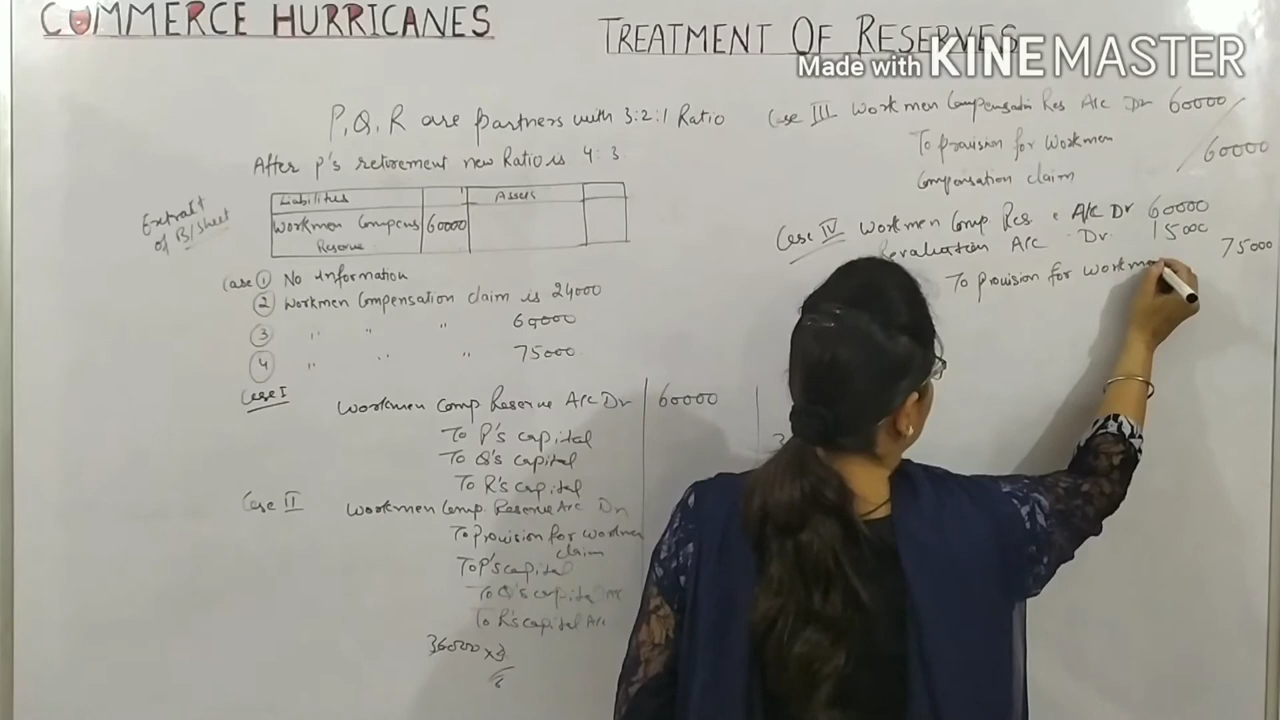 COMMERCE HURRICANES
TREATMENT OF RESERVES
Made with KINEMASTER
P, Q, R are partners with 3:2:1 Ratio
After P's retirement new Ratio is 4:3
Extract of B/Sheet
Liabilites Assets
Workmen Compens 60000
Reserve
Case ① No information
② Workmen Compensation claim is 24000
③ " " " 60000
④ " " " 75000
Case I
Workmen Comp Reserve A/c Dr 60000
To P's capital
To Q's capital
To R's capital
Case II Workmen Comp Reserve A/c Dr
To Provision for workmen
claim
To P's capital
To Q's capital A/c
To R's capital A/c
36000 × 3
6
Case III Workmen Compensation Res A/c Dr 60000
To provision for Workmen 60000
Compensation claim
Case IV Workmen Comp Res A/c Dr 60000
Revaluation A/c Dr 15000
To provision for workme 75000